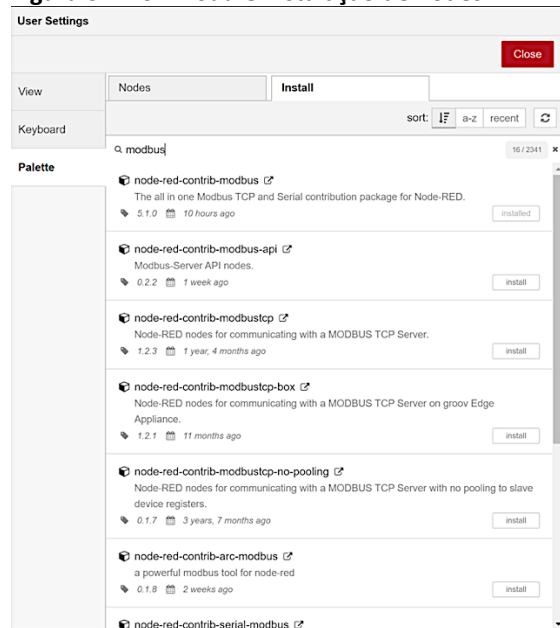 User Settings
Close
View
Keyboard
Palette
Nodes
Install
sort:
a-z
recent
modbus
16 / 2341
node-red-contrib-modbus
The all in one Modbus TCP and Serial contribution package for Node-RED.
5.1.0 10 hours ago
installed
node-red-contrib-modbus-api
Modbus-Server API nodes.
0.2.2 1 week ago
install
node-red-contrib-modbustcp
Node-RED nodes for communicating with a MODBUS TCP Server.
1.2.3 1 year, 4 months ago
install
node-red-contrib-modbustcp-box
Node-RED nodes for communicating with a MODBUS TCP Server on groov Edge
Appliance.
1.2.1 11 months ago
install
node-red-contrib-modbustcp-no-pooling
Node-RED nodes for communicating with a MODBUS TCP Server with no pooling to slave
device registers.
0.1.7 3 years, 7 months ago
install
node-red-contrib-arc-modbus
a powerful modbus tool for node-red
0.1.8 2 weeks ago
install
node-red-contrib-serial-modbus